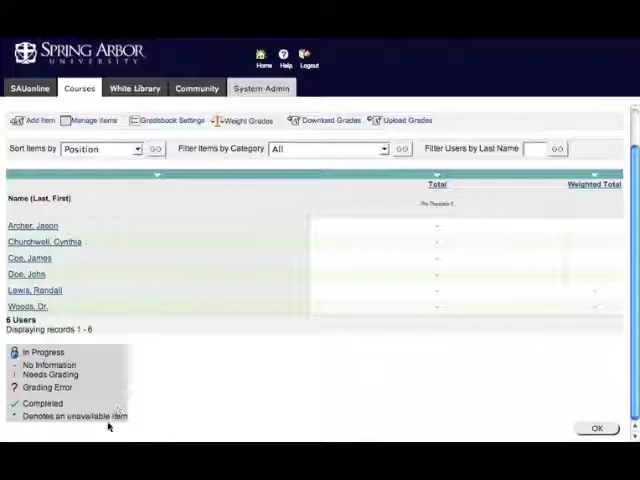 SPRING ARBOR
UNIVERSITY
Home Help Logout
SAUonline Courses White Library Community System Admin
Add Item Manage Items Gradebook Settings Weight Grades Download Grades Upload Grades
Sort Items by Position GO Filter Items by Category All GO Filter Users by Last Name GO
Total Weighted Total
Name (Last, First)
Pts Possible 0
Archer, Jason -
Churchwell, Cynthia -
Coe, James -
Doe, John -
Lewis, Randall - -
Woods, Dr. - -
6 Users
Displaying records 1 - 6
In Progress
- No Information
! Needs Grading
? Grading Error
Completed
* Denotes an unavailable item
OK